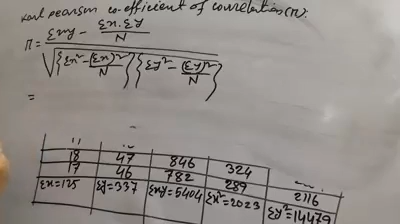 Karl pearson co-efficient of correlation (r):
r = Σxy - Σx.Σy/N
√{Σx² - (Σx)²/N} {Σy² - (Σy)²/N}
=
18 47 846 324
17 46 782 289 2116
Σx=125 Σy=337 Σxy=5404 Σx²=2023 Σy²=14479